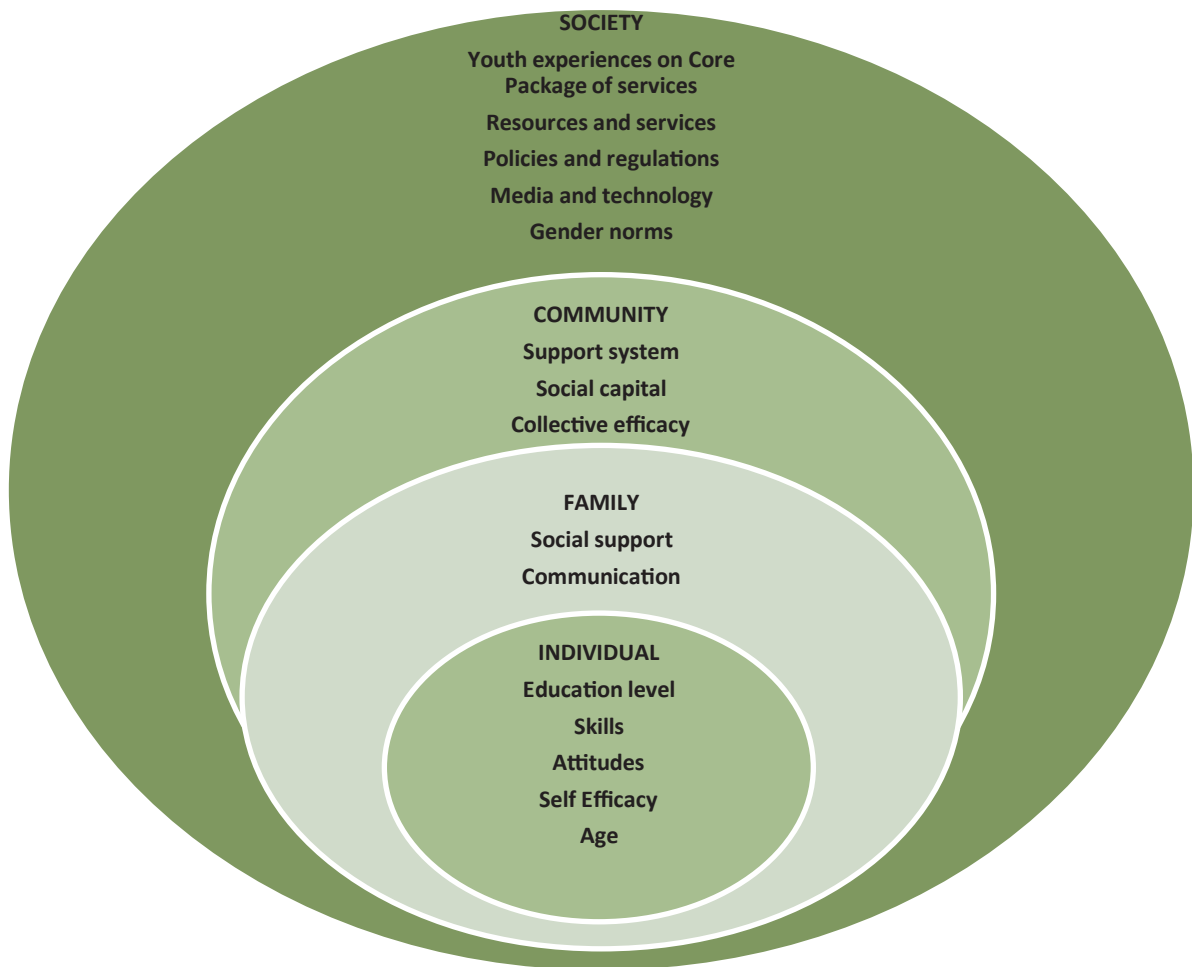 SOCIETY
Youth experiences on Core
Package of services
Resources and services
Policies and regulations
Media and technology
Gender norms
COMMUNITY
Support system
Social capital
Collective efficacy
FAMILY
Social support
Communication
INDIVIDUAL
Education level
Skills
Attitudes
Self Efficacy
Age